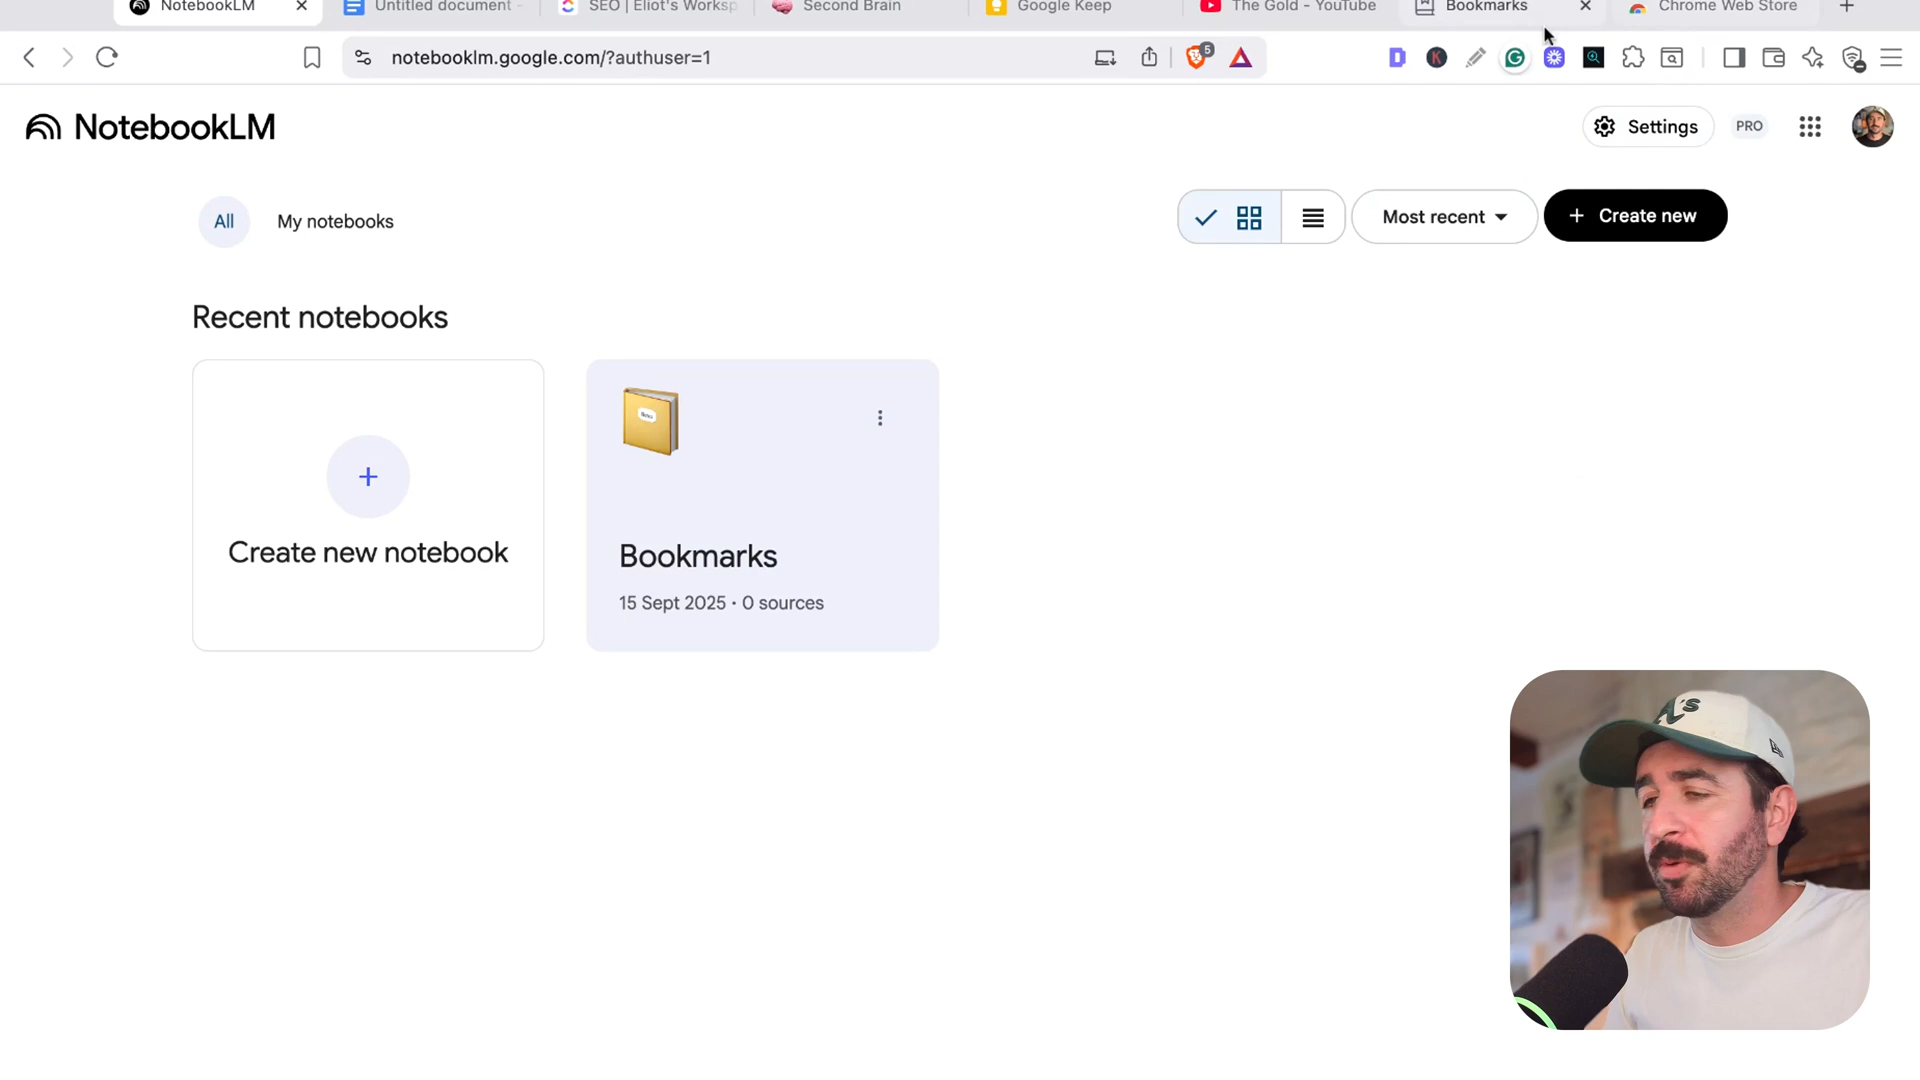 NotebookLM
Untitled document -
SEO | Eliot's Worksp
Second Brain
Google Keep
The Gold - YouTube
Bookmarks
Chrome Web Store
notebooklm.google.com/?authuser=1
5
NotebookLM
Settings
PRO
All
My notebooks
Most recent
Create new
Recent notebooks
Create new notebook
Bookmarks
15 Sept 2025 · 0 sources